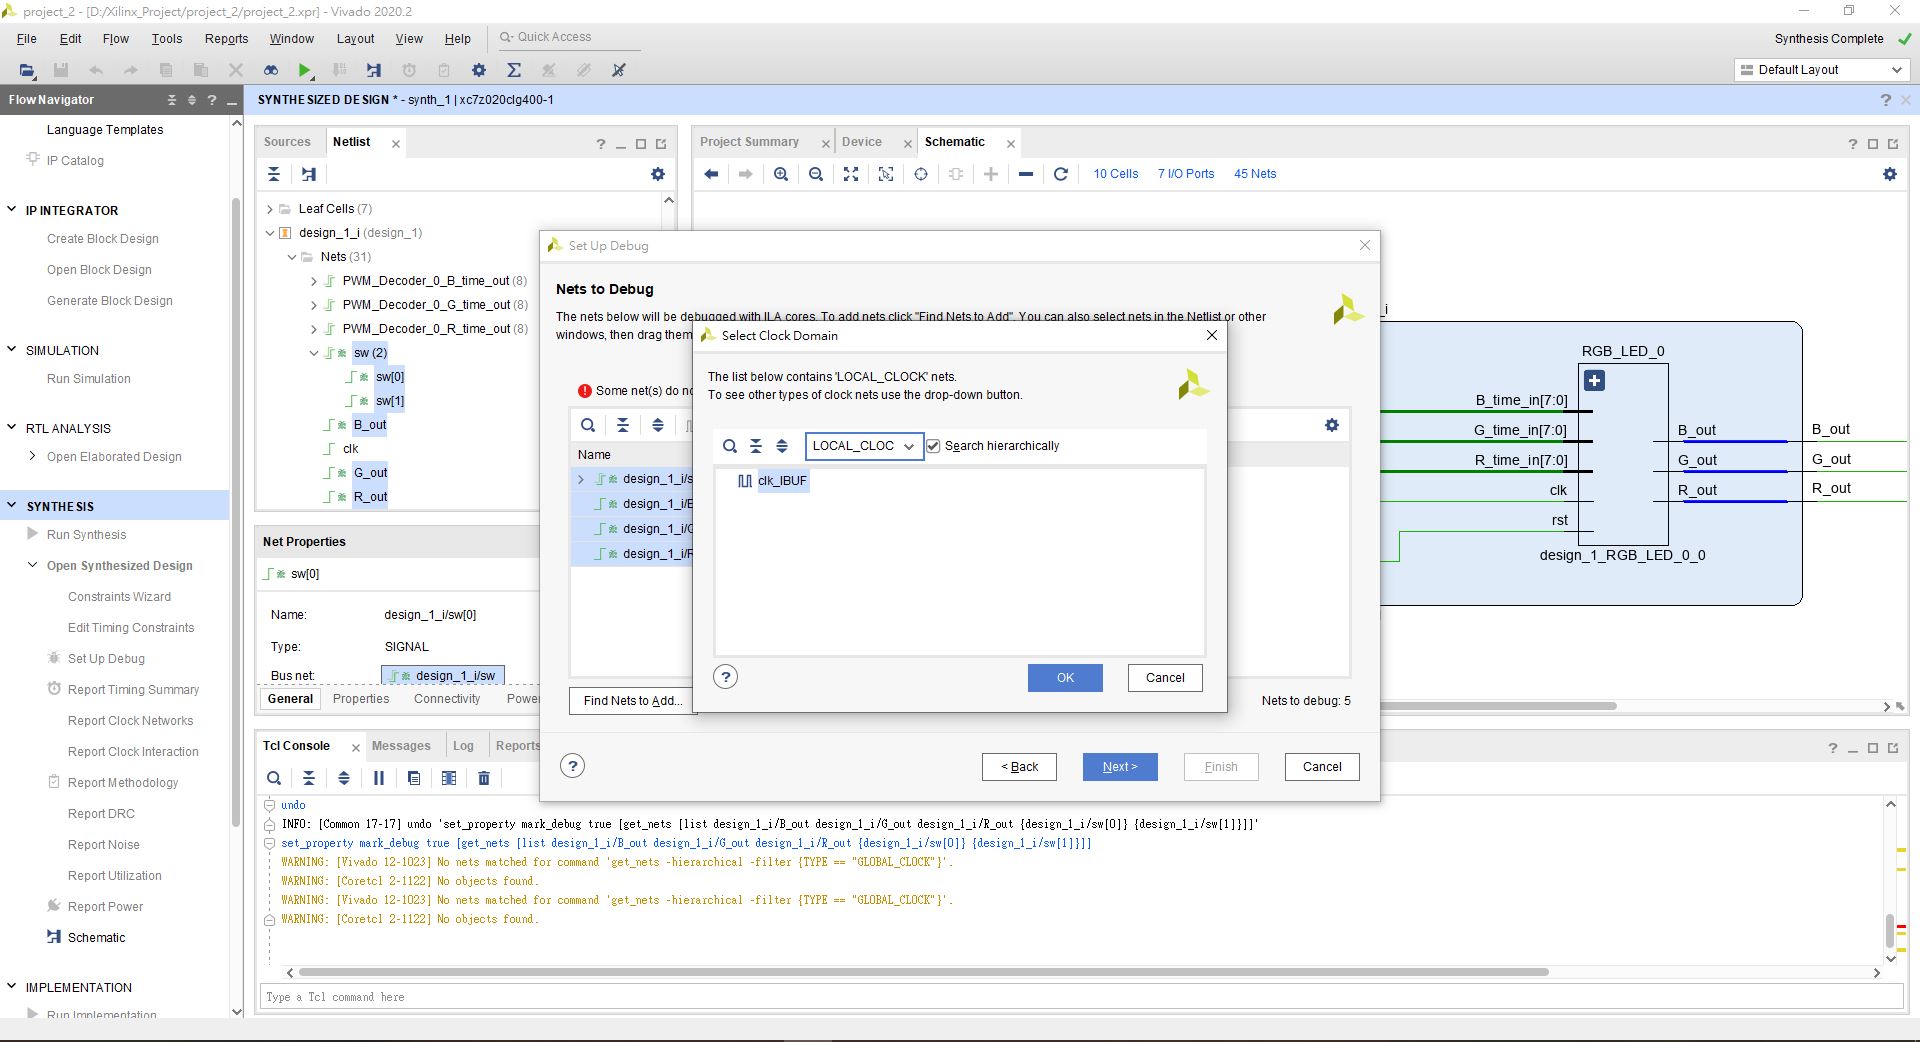 project_2 - [D:/Xilinx_Project/project_2/project_2.xpr] - Vivado 2020.2
File Edit Flow Tools Reports Window Layout View Help Quick Access
Synthesis Complete
Default Layout
Flow Navigator
SYNTHESIZED DESIGN * - synth_1 | xc7z020clg400-1
Language Templates
IP Catalog
IP INTEGRATOR
Create Block Design
Open Block Design
Generate Block Design
SIMULATION
Run Simulation
RTL ANALYSIS
Open Elaborated Design
SYNTHESIS
Run Synthesis
Open Synthesized Design
Constraints Wizard
Edit Timing Constraints
Set Up Debug
Report Timing Summary
Report Clock Networks
Report Clock Interaction
Report Methodology
Report DRC
Report Noise
Report Utilization
Report Power
Schematic
IMPLEMENTATION
Run Implementation
Sources Netlist
Leaf Cells (7)
design_1_i (design_1)
Nets (31)
PWM_Decoder_0_B_time_out (8)
PWM_Decoder_0_G_time_out (8)
PWM_Decoder_0_R_time_out (8)
sw (2)
sw[0]
sw[1]
B_out
clk
G_out
R_out
Net Properties
sw[0]
Name: design_1_i/sw[0]
Type: SIGNAL
Bus net: design_1_i/sw
General Properties Connectivity Power
Project Summary Device Schematic
10 Cells 7 I/O Ports 45 Nets
_i
RGB_LED_0
B_time_in[7:0]
G_time_in[7:0]
R_time_in[7:0]
clk
rst
B_out B_out
G_out G_out
R_out R_out
design_1_RGB_LED_0_0
Set Up Debug
Nets to Debug
The nets below will be debugged with ILA cores. To add nets click "Find Nets to Add". You can also select nets in the Netlist or other
windows, then drag them
Some net(s) do no
Name
design_1_i/s
design_1_i/B
design_1_i/G
design_1_i/R
Find Nets to Add...
Nets to debug: 5
< Back Next > Finish Cancel
Select Clock Domain
The list below contains 'LOCAL_CLOCK' nets.
To see other types of clock nets use the drop-down button.
LOCAL_CLOC Search hierarchically
clk_IBUF
OK Cancel
Tcl Console Messages Log Reports
undo
INFO: [Common 17-17] undo 'set_property mark_debug true [get_nets [list design_1_i/B_out design_1_i/G_out design_1_i/R_out {design_1_i/sw[0]} {design_1_i/sw[1]}]]'
set_property mark_debug true [get_nets [list design_1_i/B_out design_1_i/G_out design_1_i/R_out {design_1_i/sw[0]} {design_1_i/sw[1]}]]
WARNING: [Vivado 12-1023] No nets matched for command 'get_nets -hierarchical -filter {TYPE == "GLOBAL_CLOCK"}'.
WARNING: [Coretcl 2-1122] No objects found.
WARNING: [Vivado 12-1023] No nets matched for command 'get_nets -hierarchical -filter {TYPE == "GLOBAL_CLOCK"}'.
WARNING: [Coretcl 2-1122] No objects found.
Type a Tcl command here